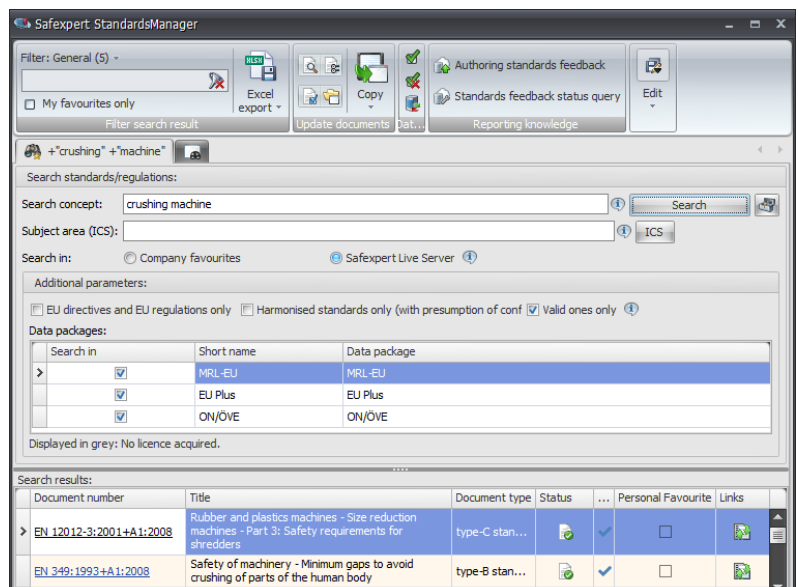 Safexpert StandardsManager
Filter: General (5)
My favourites only
Filter search result
XLSX
Excel
export
Update documents
Copy
Dat...
Authoring standards feedback
Standards feedback status query
Reporting knowledge
Edit
+"crushing" +"machine"
Search standards/regulations:
Search concept: crushing machine Search
Subject area (ICS): ICS
Search in: Company favourites Safexpert Live Server
Additional parameters:
EU directives and EU regulations only Harmonised standards only (with presumption of conf Valid ones only
Data packages:
Search in Short name Data package
MRL-EU MRL-EU
EU Plus EU Plus
ON/ÖVE ON/ÖVE
Displayed in grey: No licence acquired.
Search results:
Document number Title Document type Status ... Personal Favourite Links
EN 12012-3:2001+A1:2008
Rubber and plastics machines - Size reduction
machines - Part 3: Safety requirements for
shredders
type-C stan...
EN 349:1993+A1:2008
Safety of machinery - Minimum gaps to avoid
crushing of parts of the human body
type-B stan...